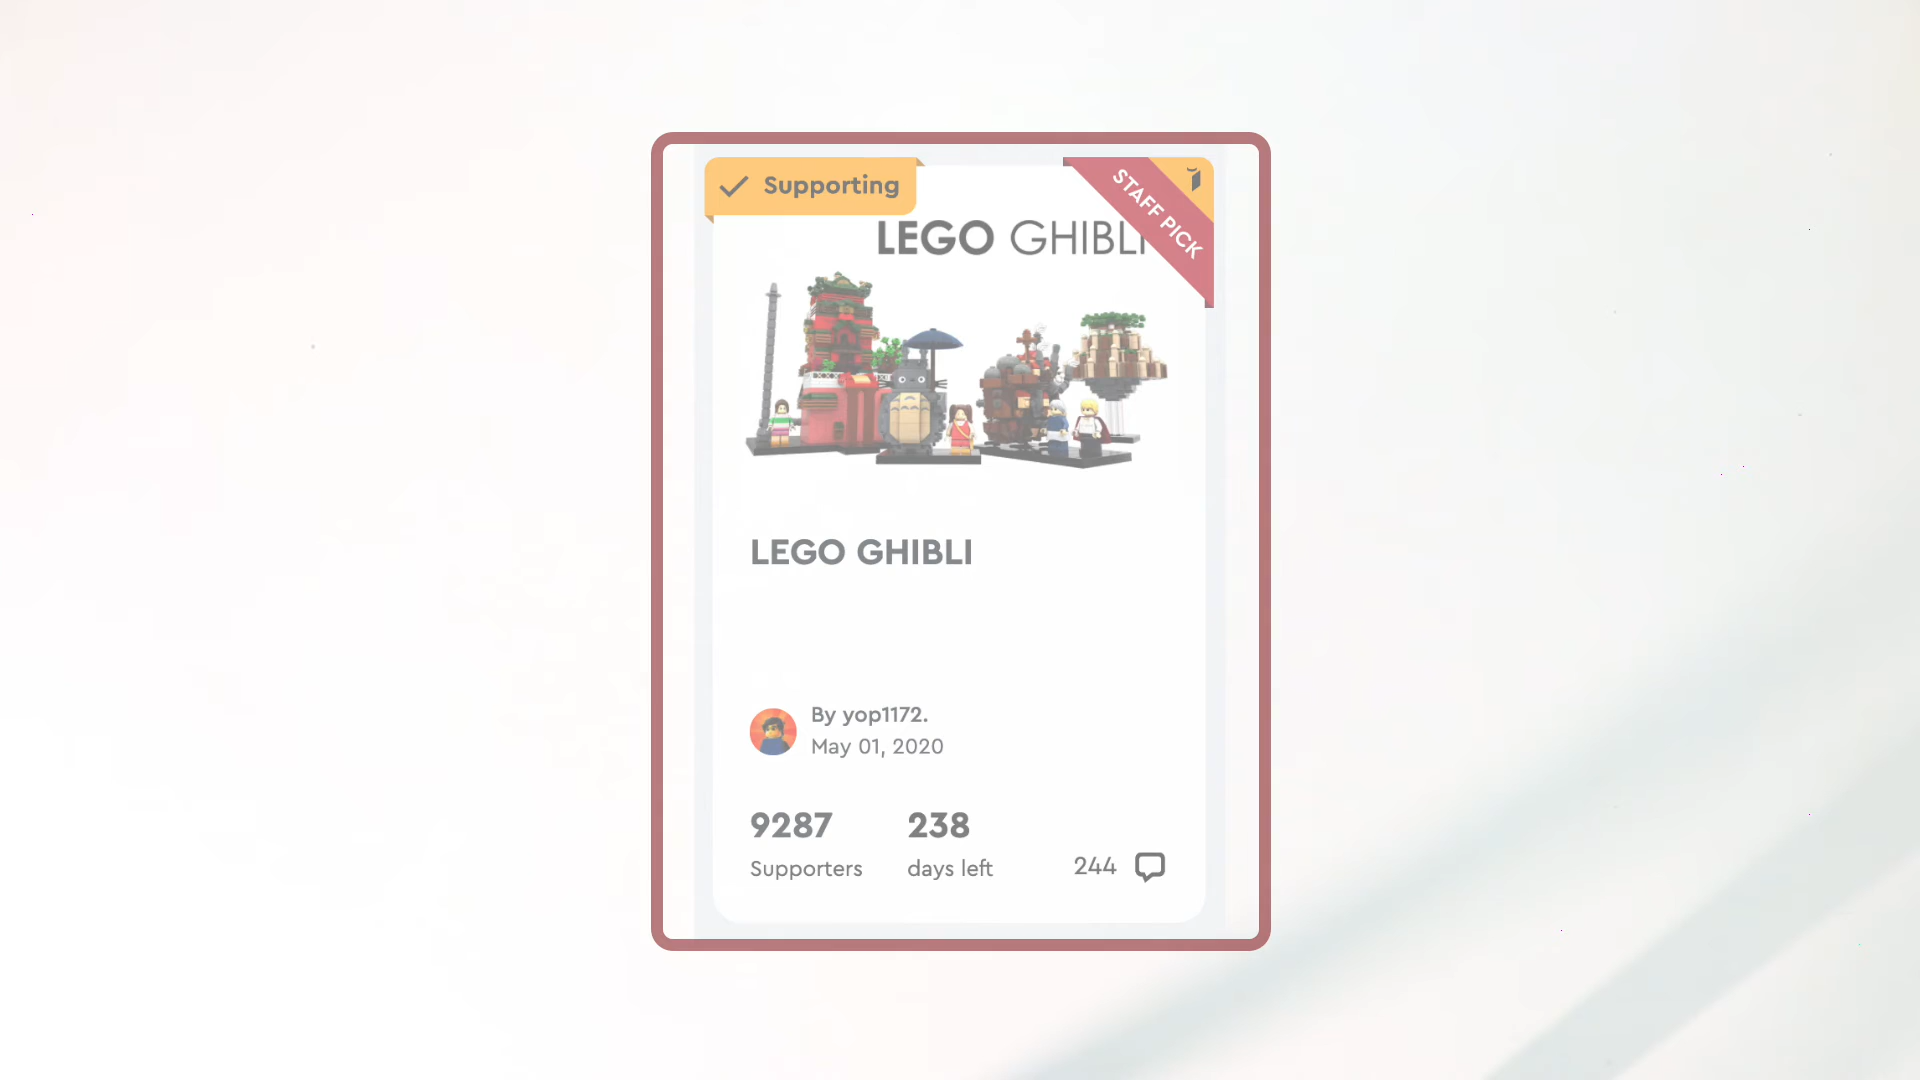 Supporting
STAFF PICK
LEGO GHIBLI
LEGO GHIBLI
By yop1172.
May 01, 2020
9287
Supporters
238
days left
244